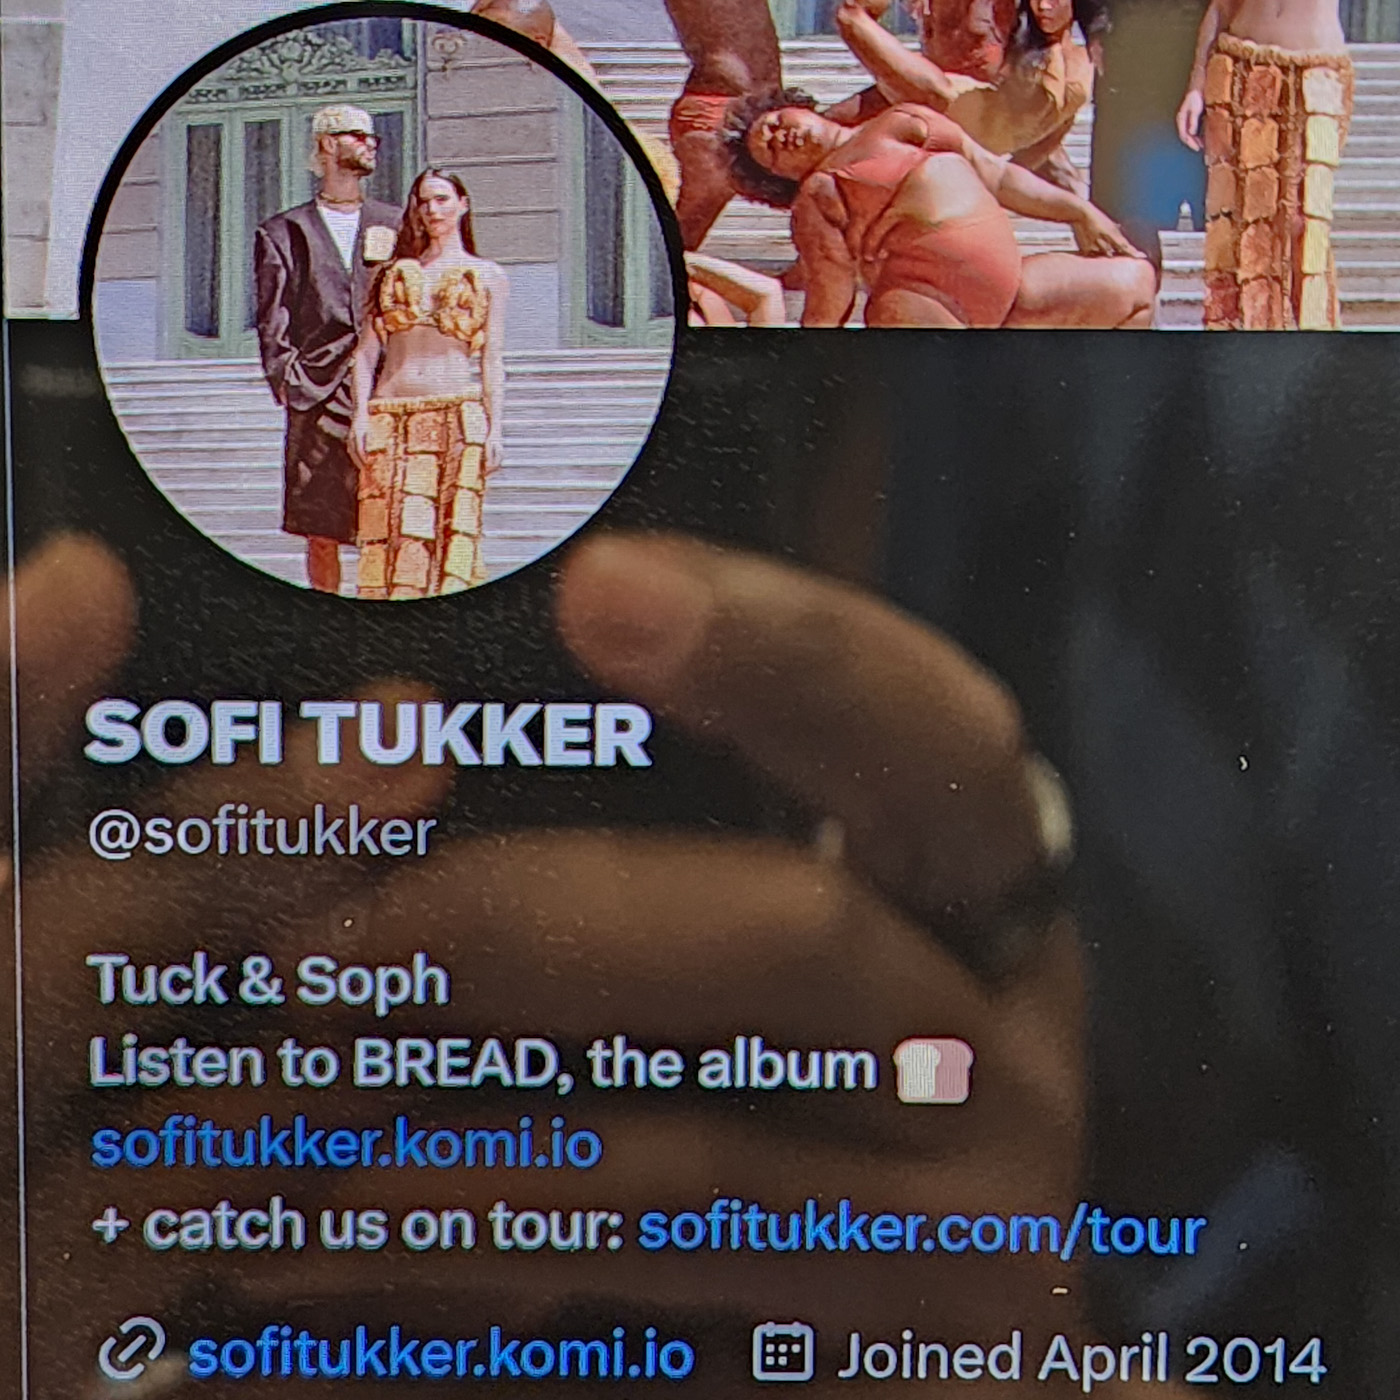 SOFI TUKKER
@sofitukker
Tuck & Soph
Listen to BREAD, the album 🍞
sofitukker.komi.io
+ catch us on tour: sofitukker.com/tour
sofitukker.komi.io Joined April 2014